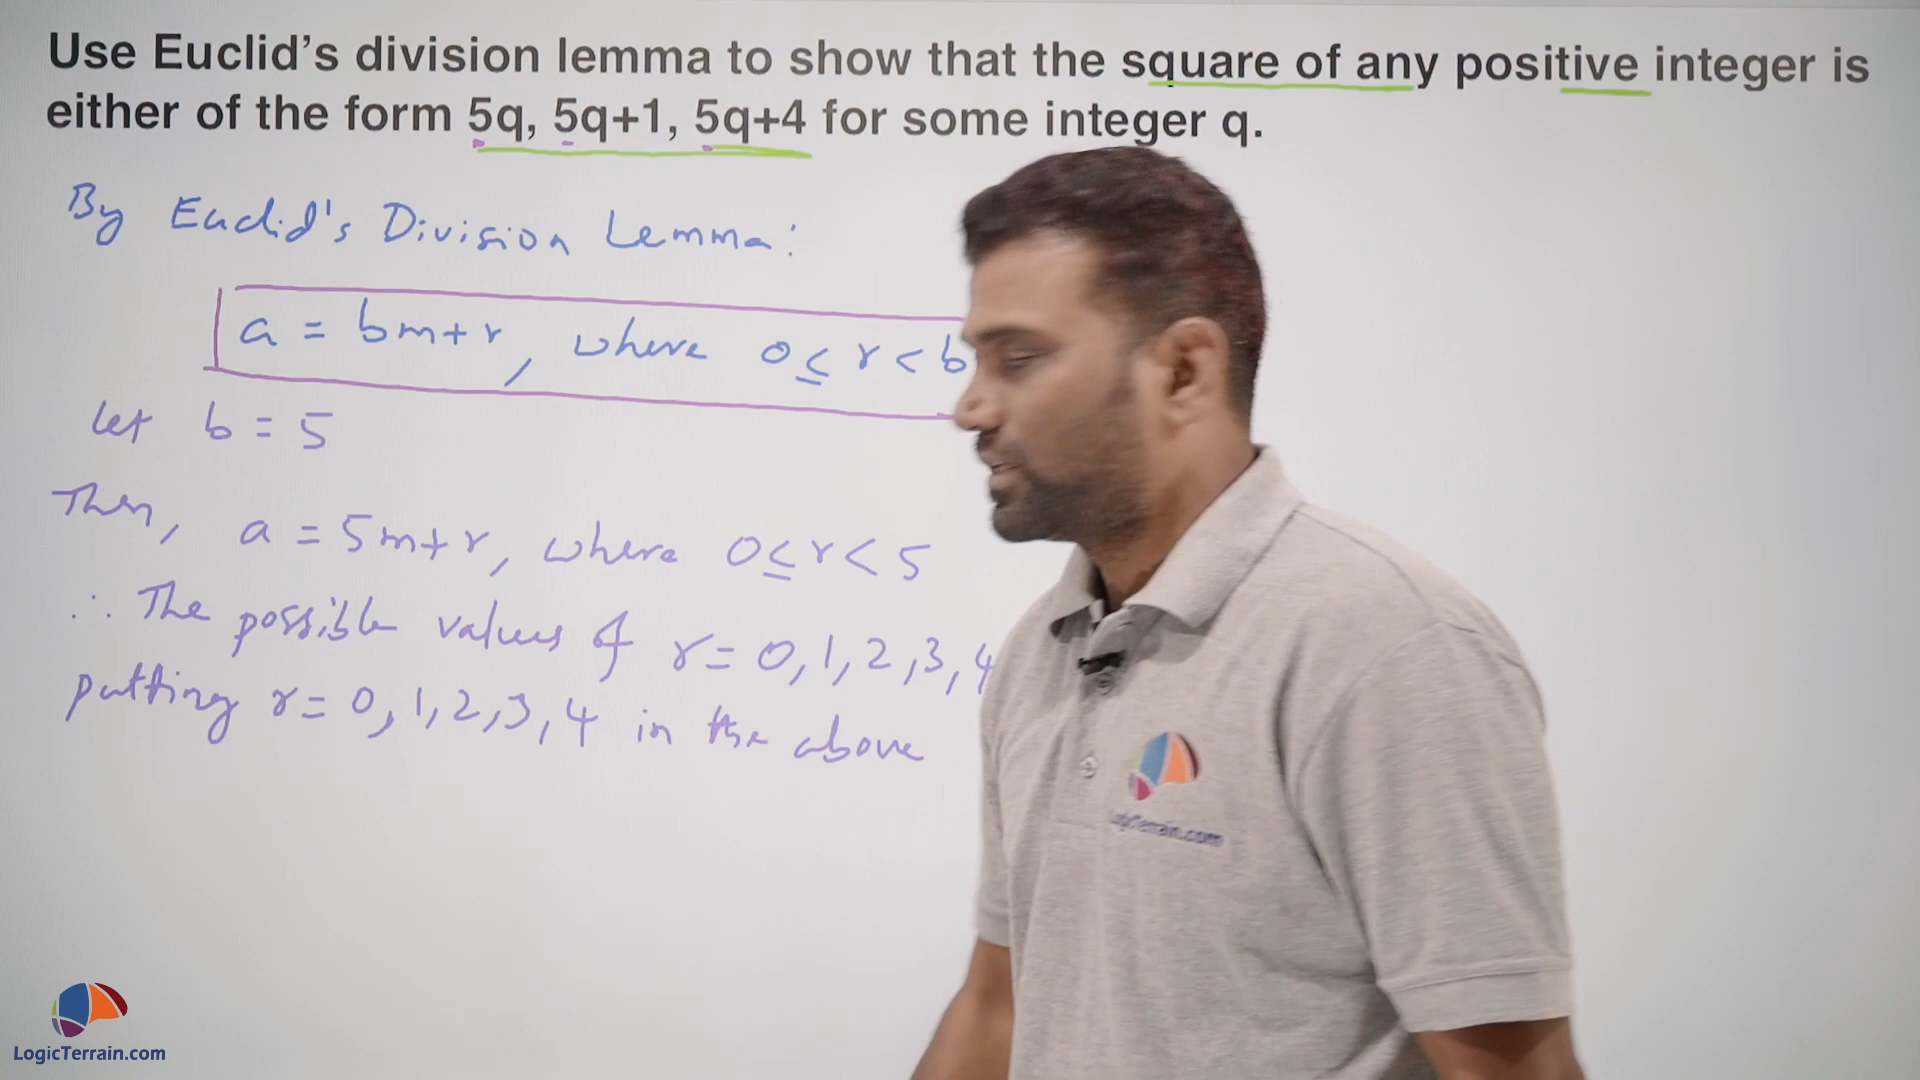 Use Euclid’s division lemma to show that the square of any positive integer is
either of the form 5q, 5q+1, 5q+4 for some integer q.
By Euclid's Division Lemma:
a = bm+r, where 0≤r<b
Let b = 5
Then, a = 5m+r, where 0≤r<5
∴ The possible values of r = 0,1,2,3,4
putting r = 0,1,2,3,4 in the above
LogicTerrain.com
LogicTerrain.com